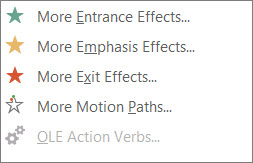 More Entrance Effects...
More Emphasis Effects...
More Exit Effects...
More Motion Paths...
OLE Action Verbs...